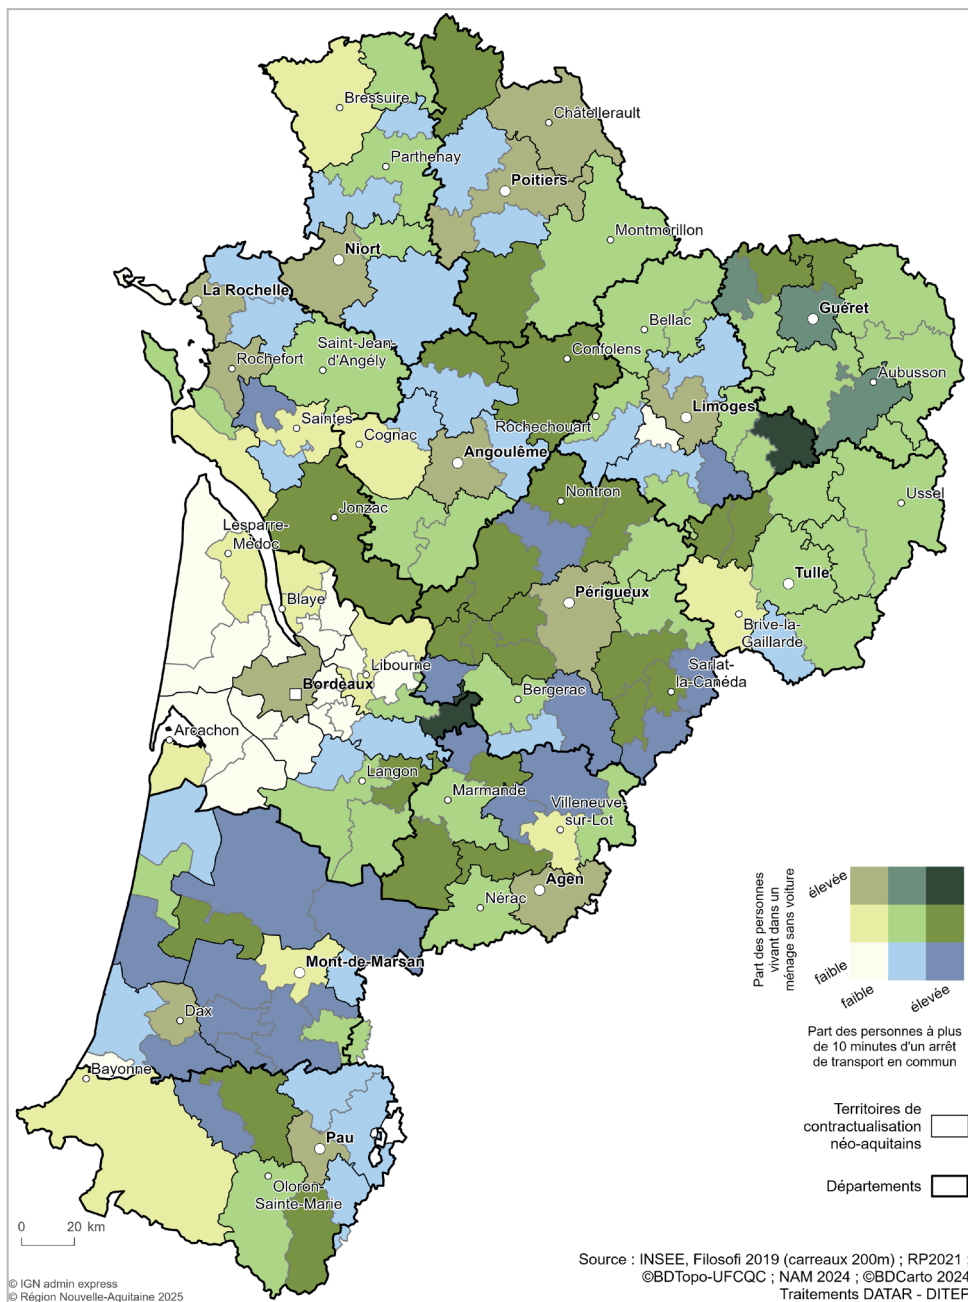 Bressuire
Châtellerault
Parthenay
Poitiers
Montmorillon
Niort
La Rochelle
Guéret
Bellac
Saint-Jean-
d'Angély
Confolens
Rochefort
Aubusson
Limoges
Saintes
Rochechouart
Cognac
Angoulême
Nontron
Ussel
Jonzac
Lesparre-
Médoc
Tulle
Périgueux
Blaye
Brive-la-
Gaillarde
Libourne
Sarlat-
la-Canéda
Bordeaux
Bergerac
Arcachon
Langon
Marmande
Villeneuve-
sur-Lot
Agen
Nérac
Mont-de-Marsan
Dax
Bayonne
Pau
Oloron-
Sainte-Marie
Part des personnes
vivant dans un
ménage sans voiture
élevée
faible
faible
élevée
Part des personnes à plus
de 10 minutes d'un arrêt
de transport en commun
Territoires de
contractualisation
néo-aquitains
Départements
0 20 km
© IGN admin express
© Région Nouvelle-Aquitaine 2025
Source : INSEE, Filosofi 2019 (carreaux 200m) ; RP2021 ;
©BDTopo-UFCQC ; NAM 2024 ; ©BDCarto 2024
Traitements DATAR - DITEP